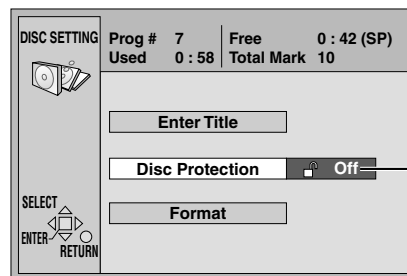 DISC SETTING
Prog # 7 Free 0 : 42 (SP)
Used 0 : 58 Total Mark 10
Enter Title
Disc Protection Off
Format
SELECT
ENTER
RETURN